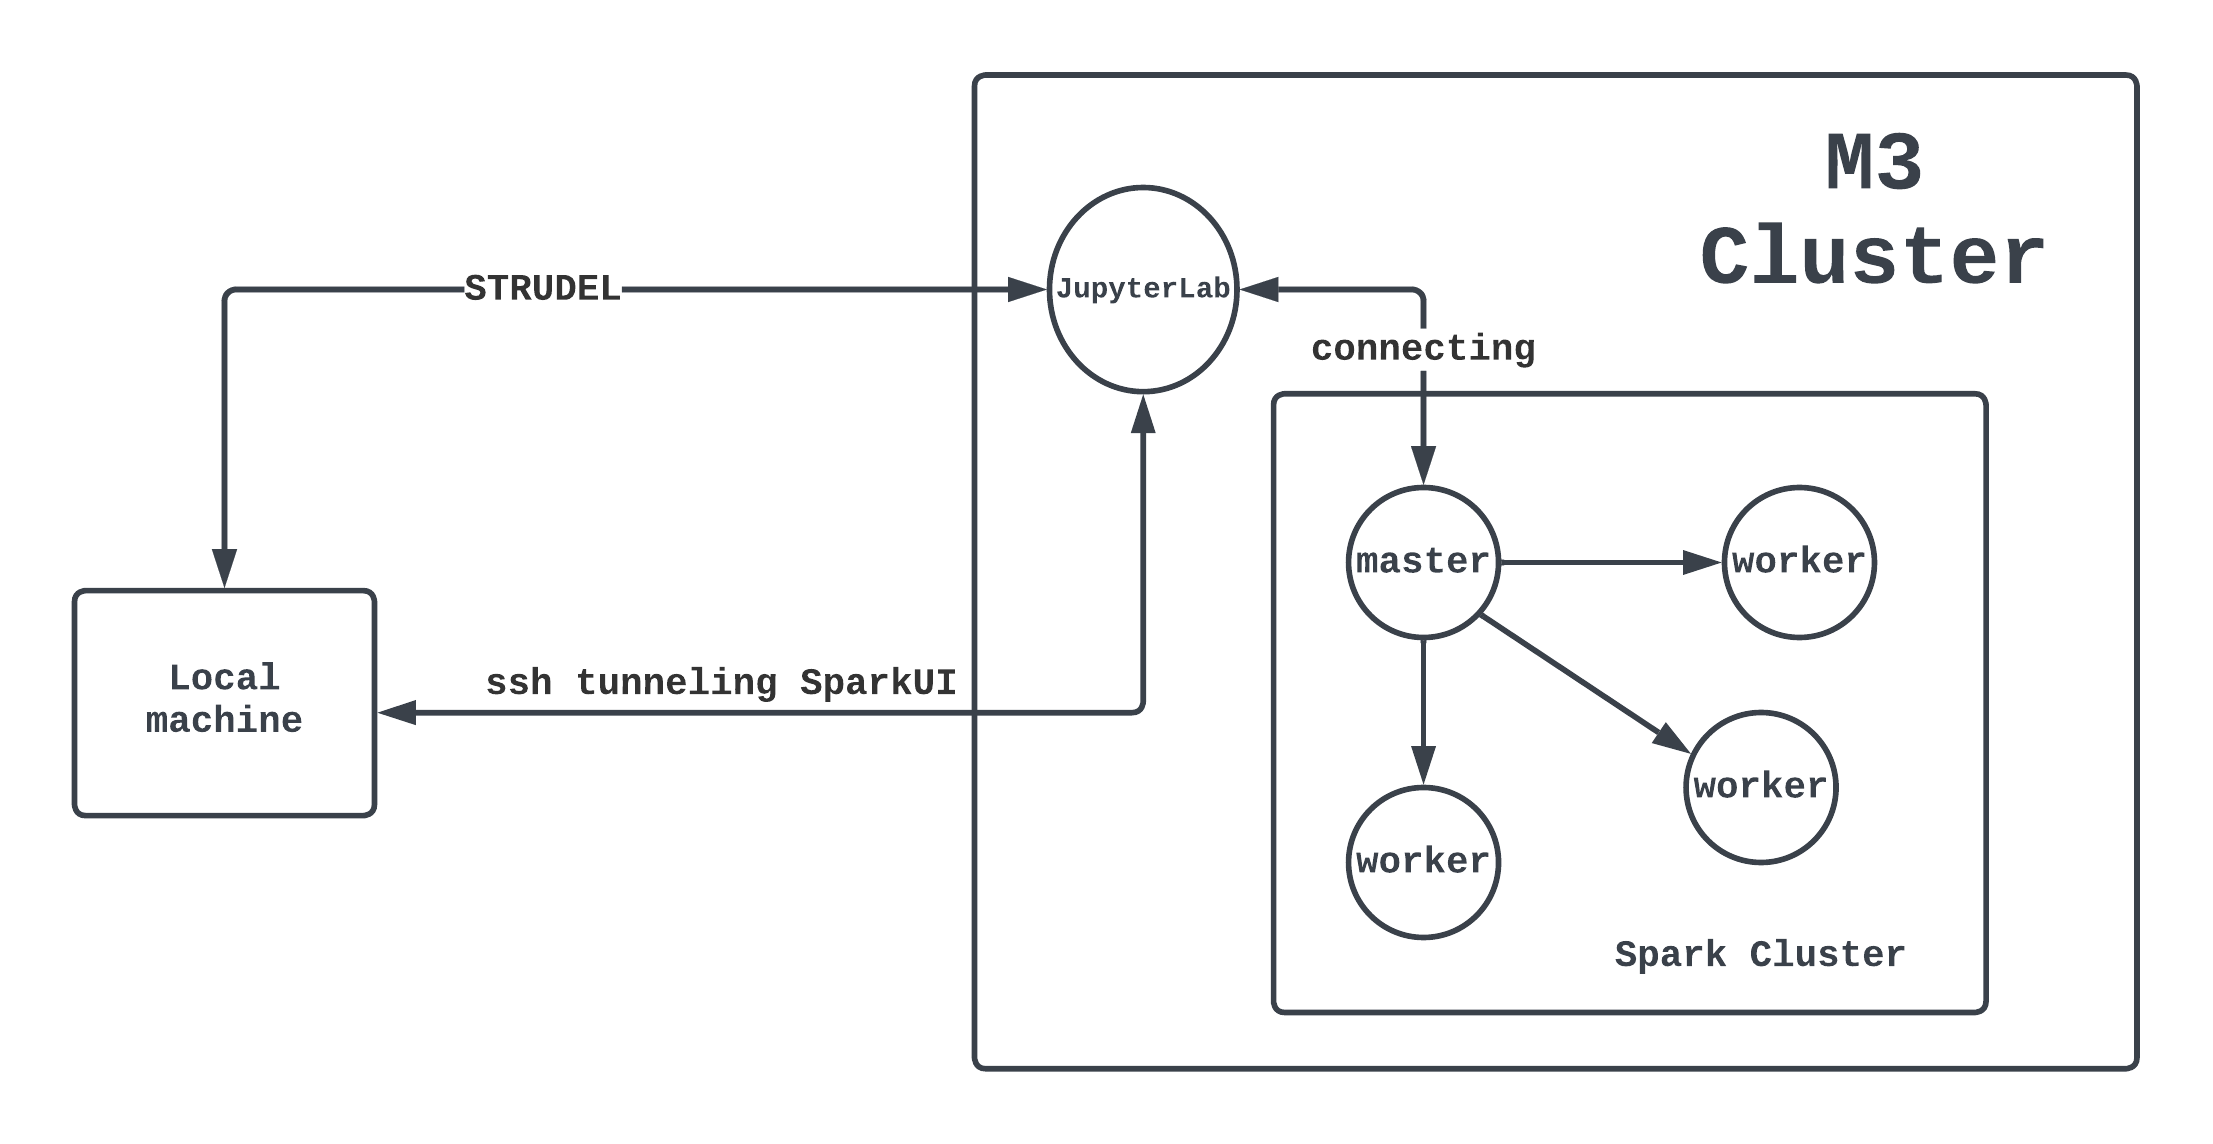 M3
Cluster
STRUDEL
JupyterLab
connecting
master
worker
Local
machine
ssh tunneling SparkUI
worker
worker
Spark Cluster